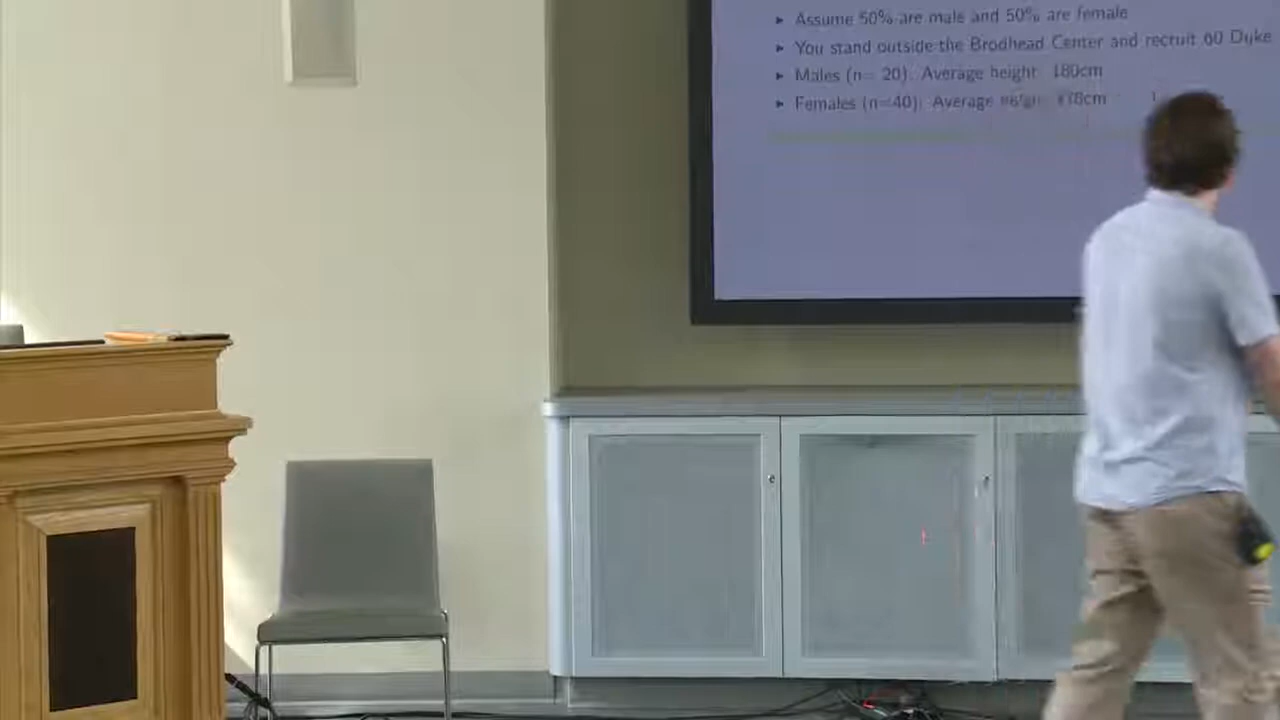 ▸ Assume 50% are male and 50% are female
▸ You stand outside the Brodhead Center and recruit 60 Duke
▸ Males (n= 20): Average height 180cm
▸ Females (n=40): Average